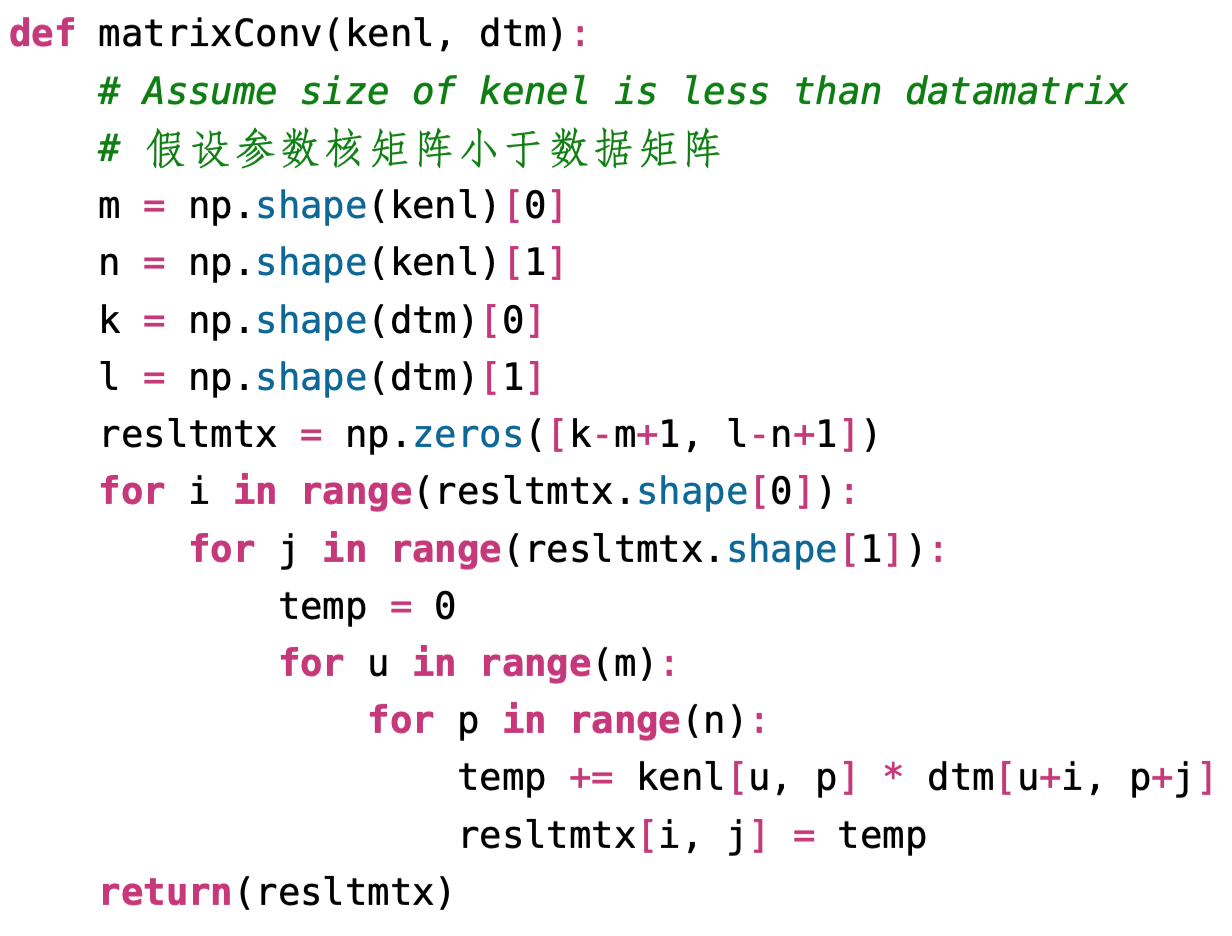 def matrixConv(kenl, dtm):
    # Assume size of kenel is less than datamatrix
    # 假设参数核矩阵小于数据矩阵
    m = np.shape(kenl)[0]
    n = np.shape(kenl)[1]
    k = np.shape(dtm)[0]
    l = np.shape(dtm)[1]
    resltmtx = np.zeros([k-m+1, l-n+1])
    for i in range(resltmtx.shape[0]):
        for j in range(resltmtx.shape[1]):
            temp = 0
            for u in range(m):
                for p in range(n):
                    temp += kenl[u, p] * dtm[u+i, p+j]
                    resltmtx[i, j] = temp
    return(resltmtx)